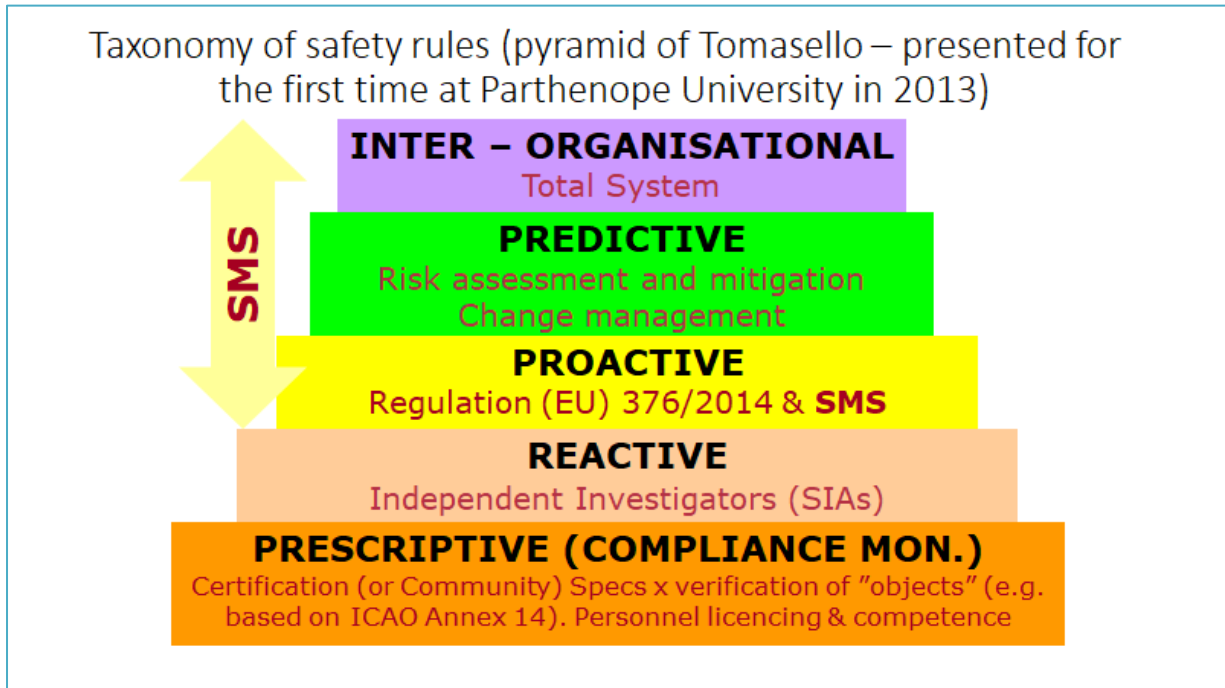 Taxonomy of safety rules (pyramid of Tomasello – presented for
the first time at Parthenope University in 2013)
SMS
INTER – ORGANISATIONAL
Total System
PREDICTIVE
Risk assessment and mitigation
Change management
PROACTIVE
Regulation (EU) 376/2014 & SMS
REACTIVE
Independent Investigators (SIAs)
PRESCRIPTIVE (COMPLIANCE MON.)
Certification (or Community) Specs x verification of ”objects” (e.g.
based on ICAO Annex 14). Personnel licencing & competence